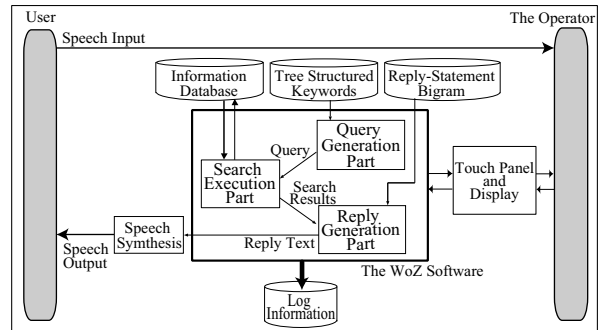 User
The Operator
Speech Input
Information
Database
Tree Structured
Keywords
Reply-Statement
Bigram
Query
Generation
Part
Query
Search
Execution
Part
Search
Results
Touch Panel
and
Display
Reply
Generation
Part
Speech
Symthesis
Reply Text
Speech
Output
The WoZ Software
Log
Information